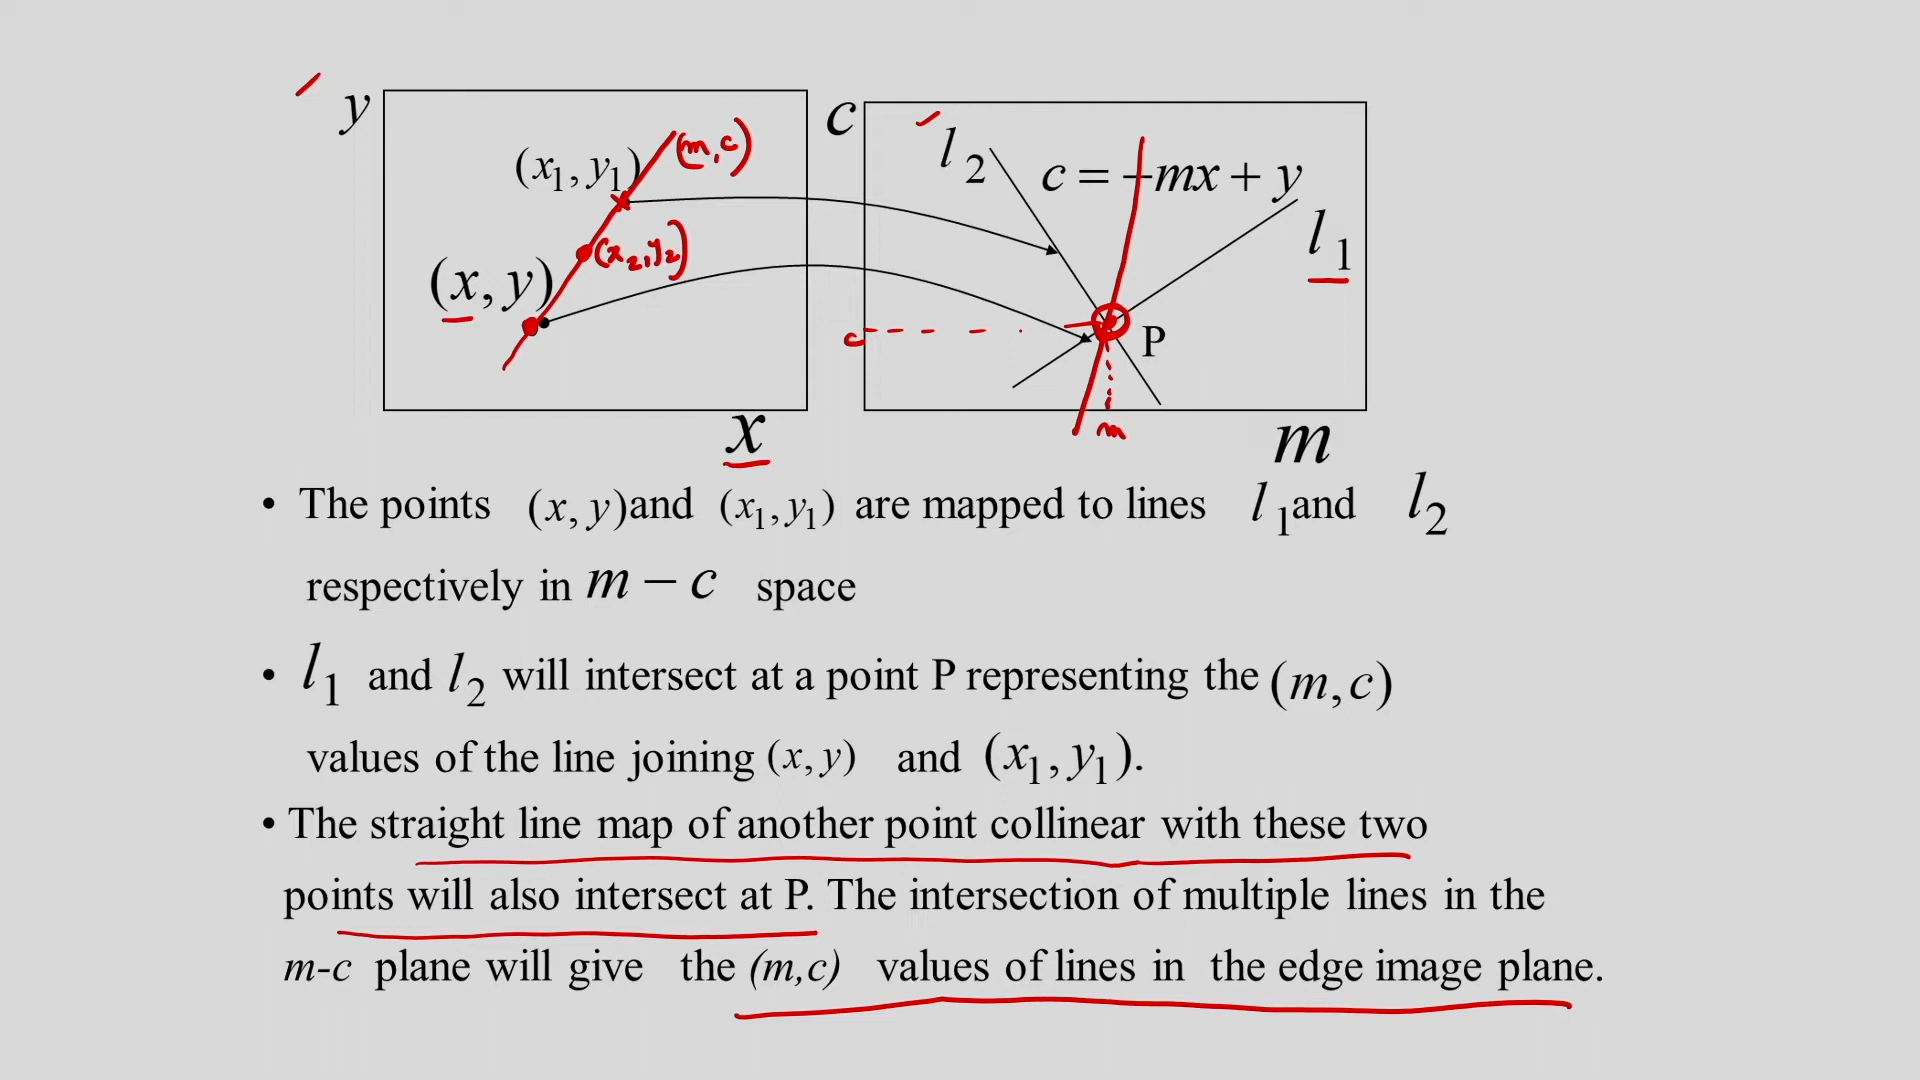 y
(x₁, y₁)
(m,c)
(x₂,y₂)
(x, y)
x
c
l₂
c = −mx + y
l₁
c
P
m
m
• The points (x, y) and (x₁, y₁) are mapped to lines l₁ and l₂
respectively in m − c space
• l₁ and l₂ will intersect at a point P representing the (m, c)
values of the line joining (x, y) and (x₁, y₁).
• The straight line map of another point collinear with these two
points will also intersect at P. The intersection of multiple lines in the
m-c plane will give the (m,c) values of lines in the edge image plane.